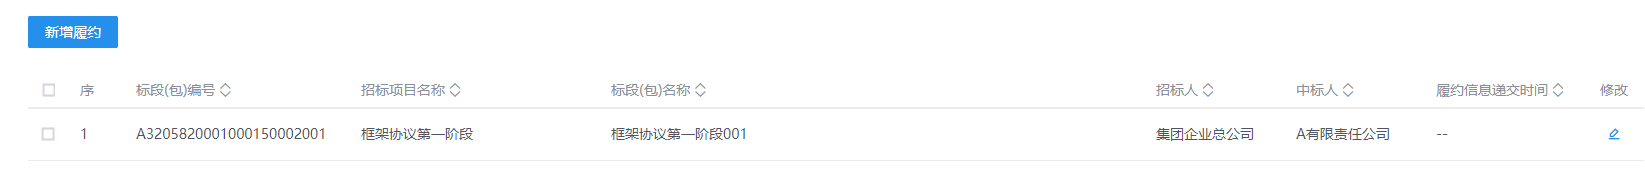 新增履约
序 标段(包)编号 招标项目名称 标段(包)名称 招标人 中标人 履约信息递交时间 修改
1 A3205820001000150002001 框架协议第一阶段 框架协议第一阶段001 集团企业总公司 A有限责任公司 --